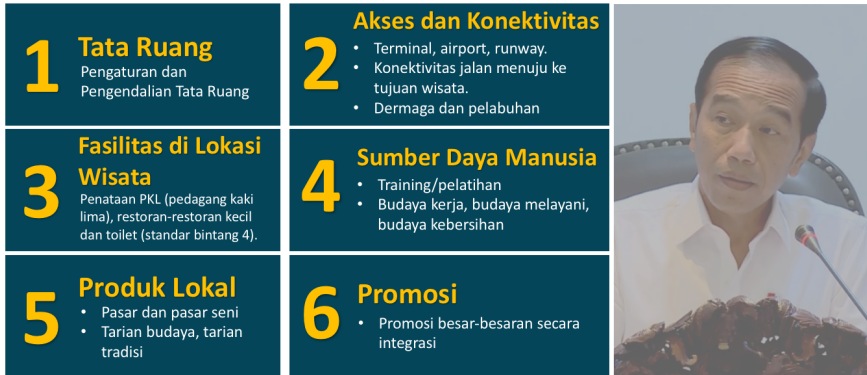 1
Tata Ruang
Pengaturan dan
Pengendalian Tata Ruang
2
Akses dan Konektivitas
• Terminal, airport, runway.
• Konektivitas jalan menuju ke
tujuan wisata.
• Dermaga dan pelabuhan
3
Fasilitas di Lokasi
Wisata
Penataan PKL (pedagang kaki
lima), restoran-restoran kecil
dan toilet (standar bintang 4).
4
Sumber Daya Manusia
• Training/pelatihan
• Budaya kerja, budaya melayani,
budaya kebersihan
5
Produk Lokal
• Pasar dan pasar seni
• Tarian budaya, tarian
tradisi
6
Promosi
• Promosi besar-besaran secara
integrasi